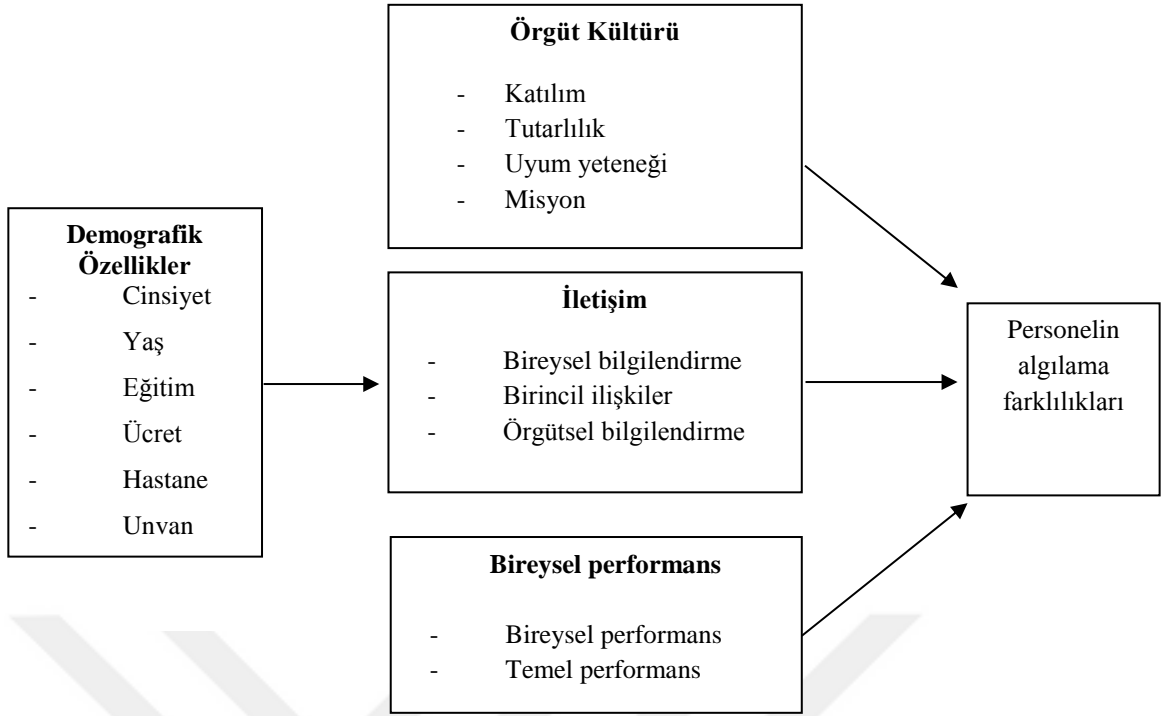 Örgüt Kültürü
- Katılım
- Tutarlılık
- Uyum yeteneği
- Misyon
Demografik
Özellikler
- Cinsiyet
- Yaş
- Eğitim
- Ücret
- Hastane
- Unvan
İletişim
- Bireysel bilgilendirme
- Birincil ilişkiler
- Örgütsel bilgilendirme
Personelin
algılama
farklılıkları
Bireysel performans
- Bireysel performans
- Temel performans